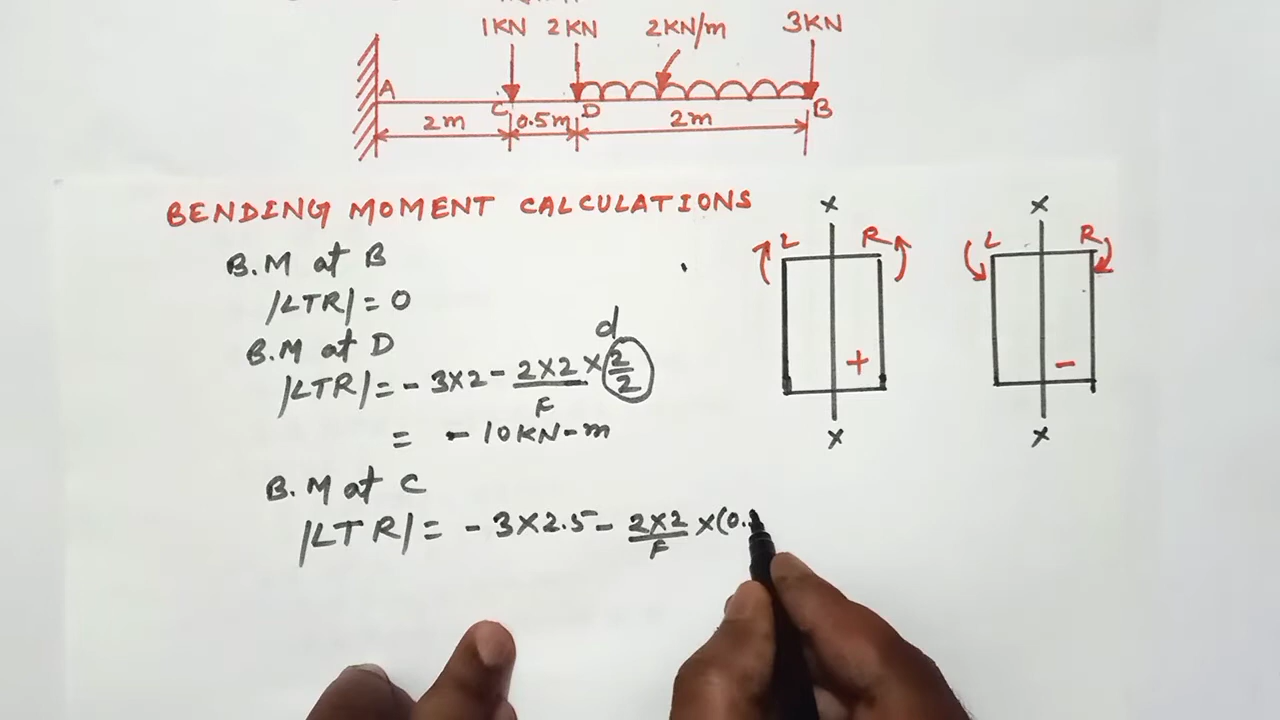 1KN 2KN 2KN/m 3KN
A C D B
2m 0.5m 2m
BENDING MOMENT CALCULATIONS
B.M at B
|LTR| = 0
B.M at D
d
|LTR| = - 3×2 - 2×2 × 2/2
F
= - 10KN-m
B.M at C
|LTR| = - 3×2.5 - 2×2 ×(0.
F
X X
L R L R
+ -
X X